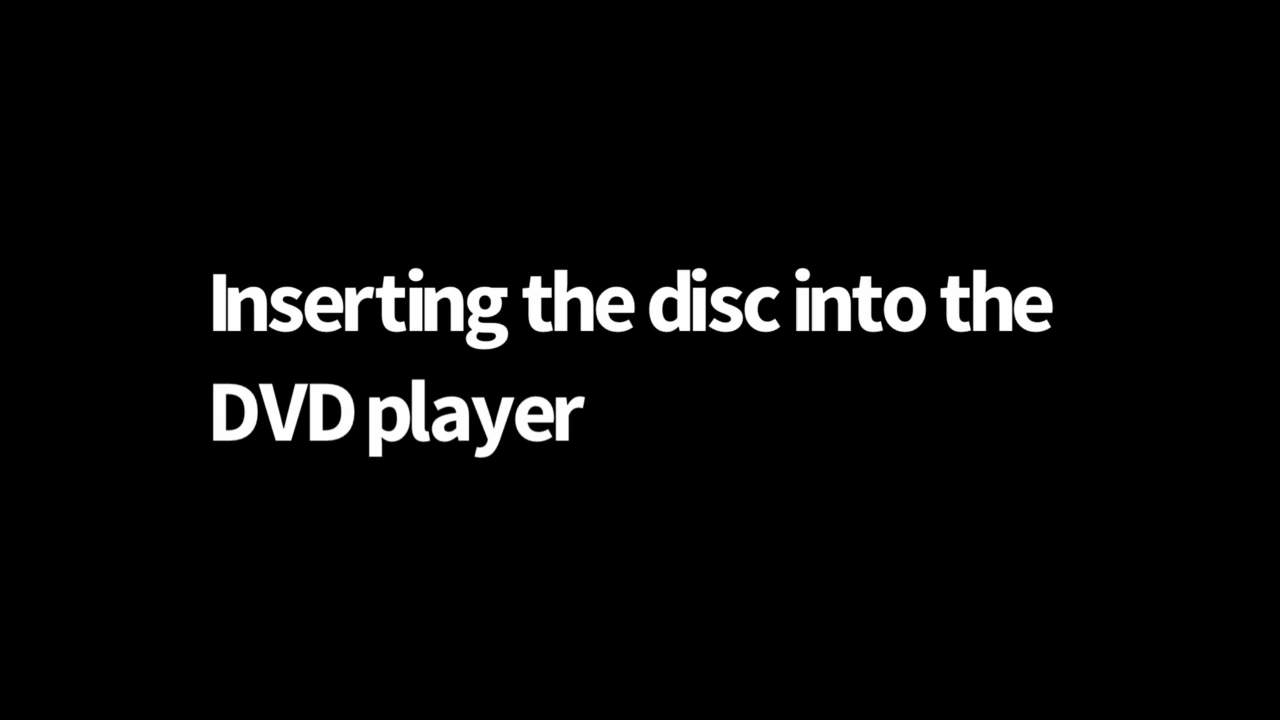 Inserting the disc into the
DVD player